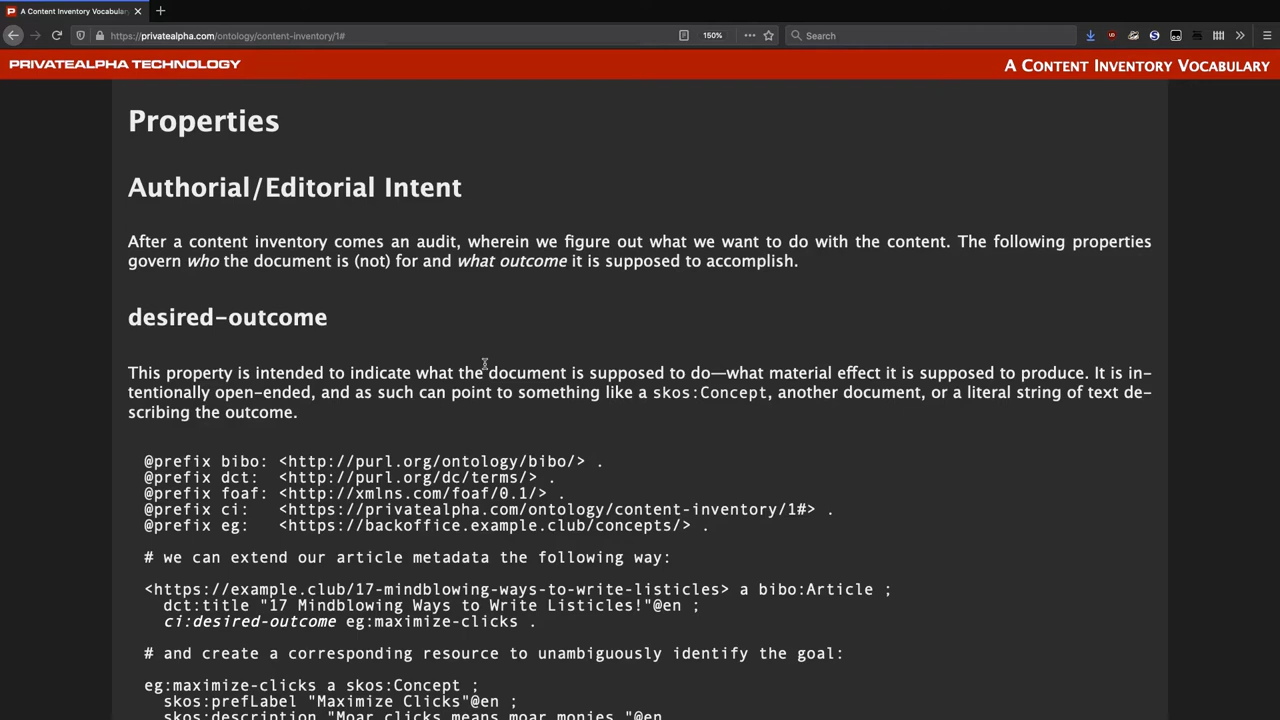 A Content Inventory Vocabulary
https://privatealpha.com/ontology/content-inventory/1#
150%
Search
PRIVATEALPHA TECHNOLOGY
A CONTENT INVENTORY VOCABULARY
Properties
Authorial/Editorial Intent
After a content inventory comes an audit, wherein we figure out what we want to do with the content. The following properties
govern who the document is (not) for and what outcome it is supposed to accomplish.
desired-outcome
This property is intended to indicate what the document is supposed to do—what material effect it is supposed to produce. It is in-
tentionally open-ended, and as such can point to something like a skos:Concept, another document, or a literal string of text de-
scribing the outcome.
@prefix bibo: <http://purl.org/ontology/bibo/> .
@prefix dct: <http://purl.org/dc/terms/> .
@prefix foaf: <http://xmlns.com/foaf/0.1/> .
@prefix ci: <https://privatealpha.com/ontology/content-inventory/1#> .
@prefix eg: <https://backoffice.example.club/concepts/> .
# we can extend our article metadata the following way:
<https://example.club/17-mindblowing-ways-to-write-listicles> a bibo:Article ;
dct:title "17 Mindblowing Ways to Write Listicles!"@en ;
ci:desired-outcome eg:maximize-clicks .
# and create a corresponding resource to unambiguously identify the goal:
eg:maximize-clicks a skos:Concept ;
skos:prefLabel "Maximize Clicks"@en ;
skos:description "Moar clicks means moar monies."@en